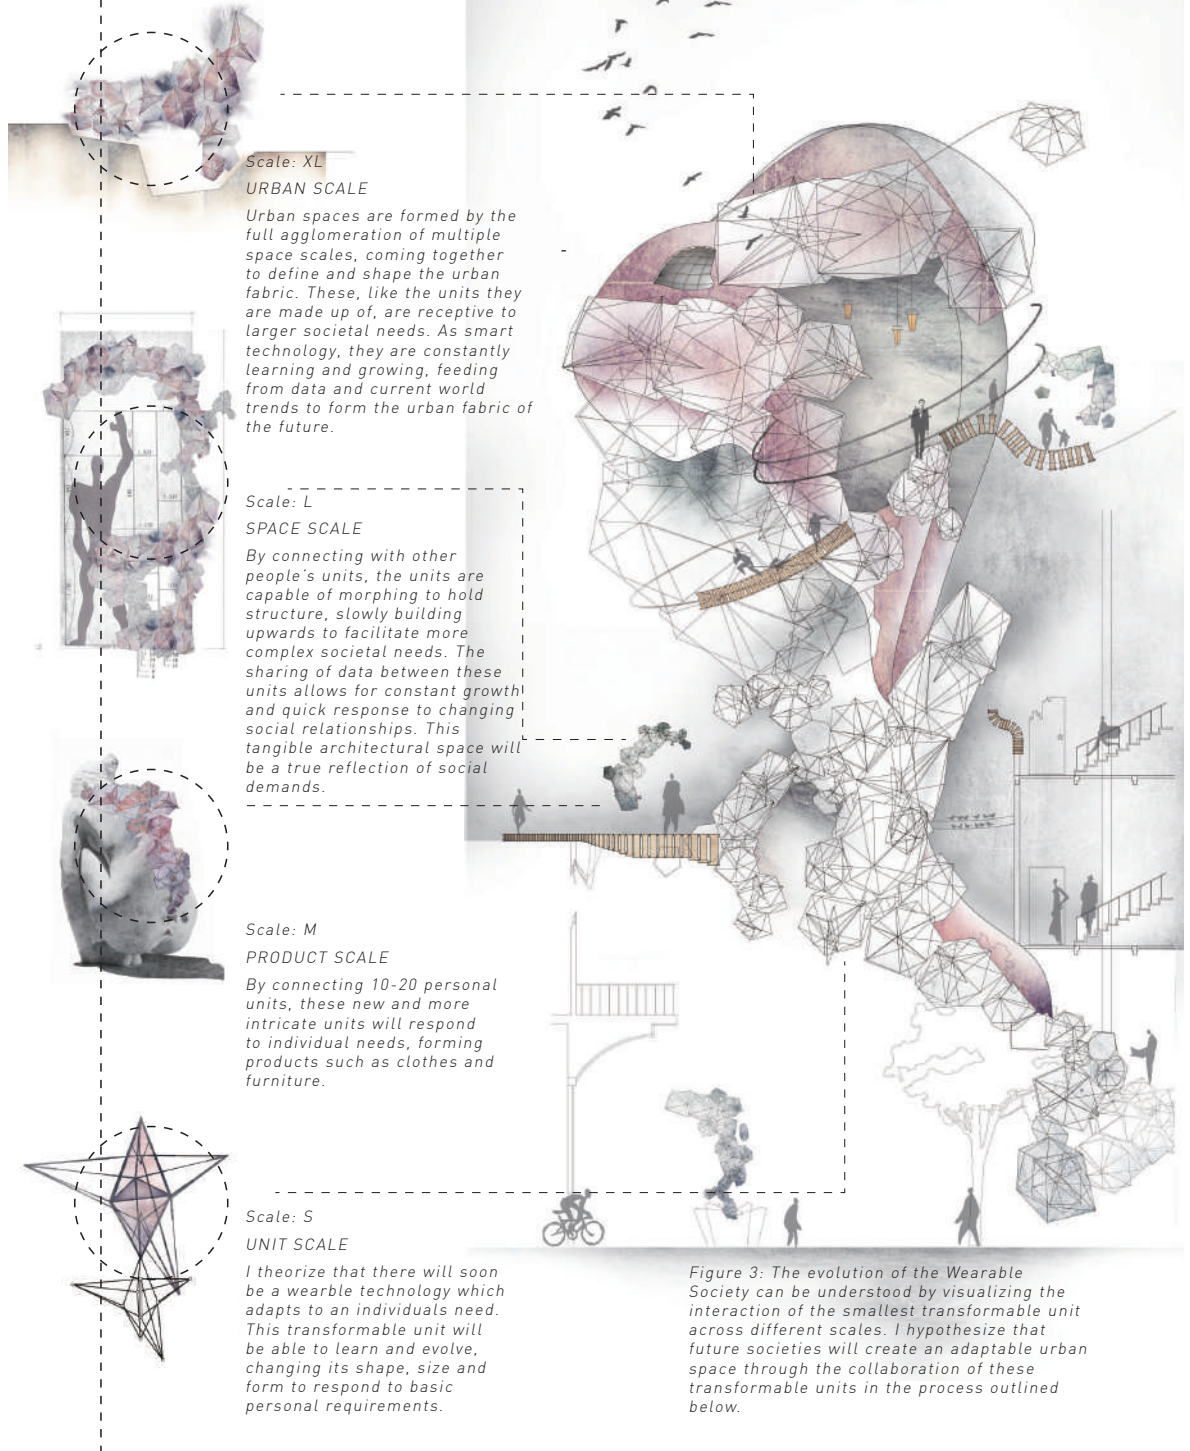 Scale: XL
URBAN SCALE
Urban spaces are formed by the
full agglomeration of multiple
space scales, coming together
to define and shape the urban
fabric. These, like the units they
are made up of, are receptive to
larger societal needs. As smart
technology, they are constantly
learning and growing, feeding
from data and current world
trends to form the urban fabric of
the future.
Scale: L
SPACE SCALE
By connecting with other
people's units, the units are
capable of morphing to hold
structure, slowly building
upwards to facilitate more
complex societal needs. The
sharing of data between these
units allows for constant growth
and quick response to changing
social relationships. This
tangible architectural space will
be a true reflection of social
demands.
Scale: M
PRODUCT SCALE
By connecting 10-20 personal
units, these new and more
intricate units will respond
to individual needs, forming
products such as clothes and
furniture.
Scale: S
UNIT SCALE
I theorize that there will soon
be a wearble technology which
adapts to an individuals need.
This transformable unit will
be able to learn and evolve,
changing its shape, size and
form to respond to basic
personal requirements.
Figure 3: The evolution of the Wearable
Society can be understood by visualizing the
interaction of the smallest transformable unit
across different scales. I hypothesize that
future societies will create an adaptable urban
space through the collaboration of these
transformable units in the process outlined
below.